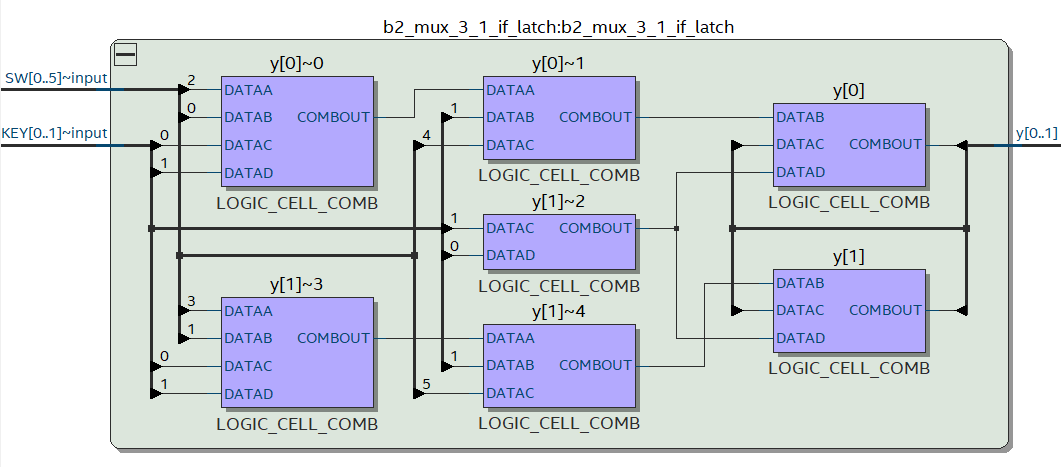 b2_mux_3_1_if_latch:b2_mux_3_1_if_latch
SW[0..5]~input
KEY[0..1]~input
y[0]~0
2 DATAA
0 DATAB COMBOUT
0 DATAC
1 DATAD
LOGIC_CELL_COMB
y[0]~1
DATAA
1 DATAB COMBOUT
4 DATAC
LOGIC_CELL_COMB
y[0]
DATAB
DATAC COMBOUT
DATAD
LOGIC_CELL_COMB
y[0..1]
y[1]~2
1 DATAC COMBOUT
0 DATAD
LOGIC_CELL_COMB
y[1]~3
3 DATAA
1 DATAB COMBOUT
0 DATAC
1 DATAD
LOGIC_CELL_COMB
y[1]~4
DATAA
1 DATAB COMBOUT
5 DATAC
LOGIC_CELL_COMB
y[1]
DATAB
DATAC COMBOUT
DATAD
LOGIC_CELL_COMB